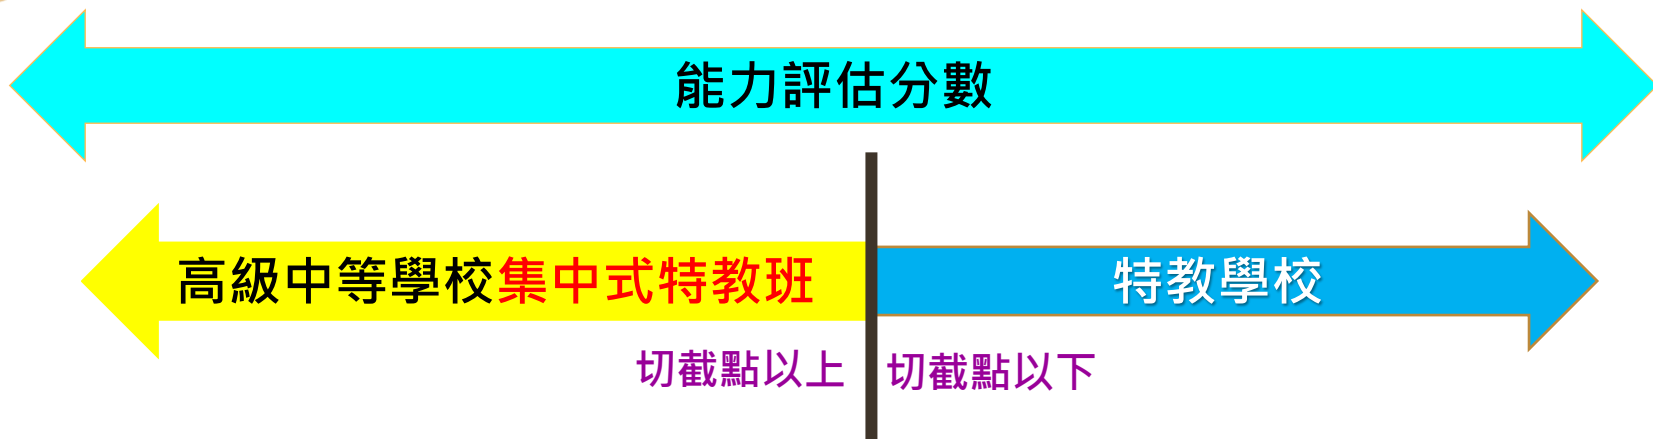 能力評估分數
高級中等學校集中式特教班
特教學校
切截點以上
切截點以下